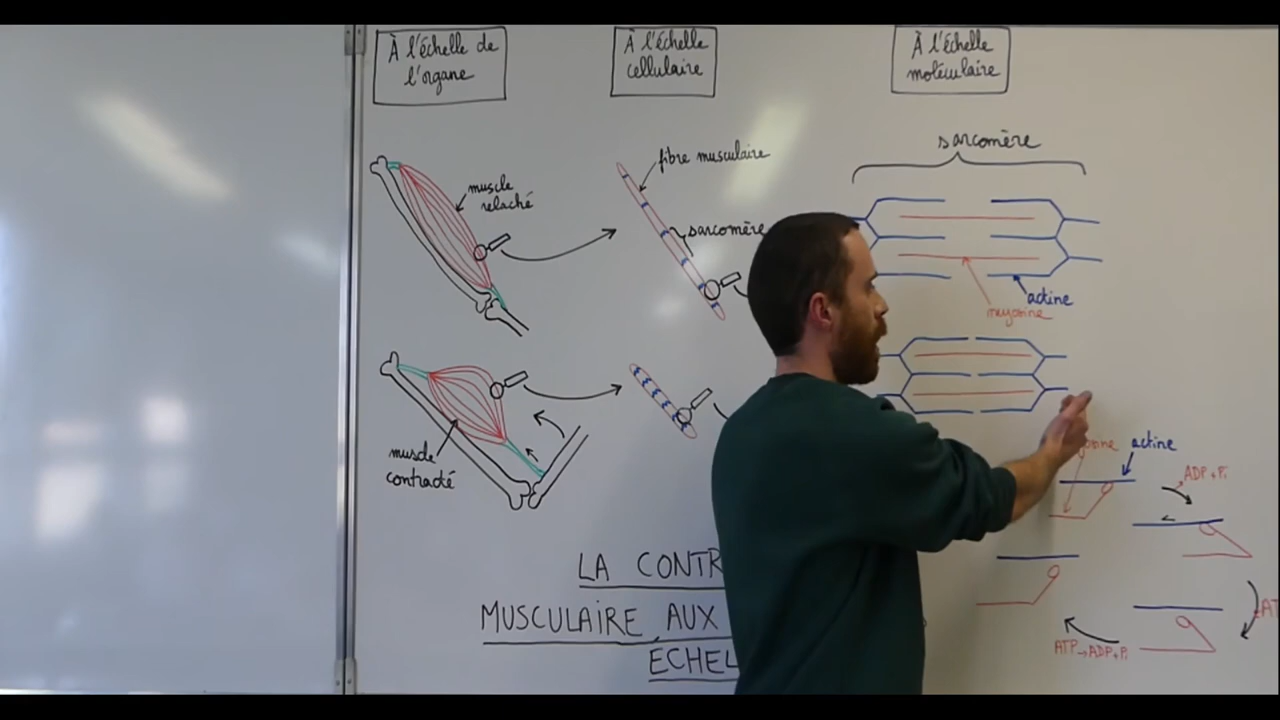 À l'échelle de
l'organe
À l'échelle
cellulaire
À l'échelle
moléculaire
muscle
relaché
fibre musculaire
sarcomère
sarcomère
actine
myosine
muscle
contracté
actine
ADP+Pi
ATP→ADP+Pi
LA CONTR
MUSCULAIRE AUX
ÉCHEL